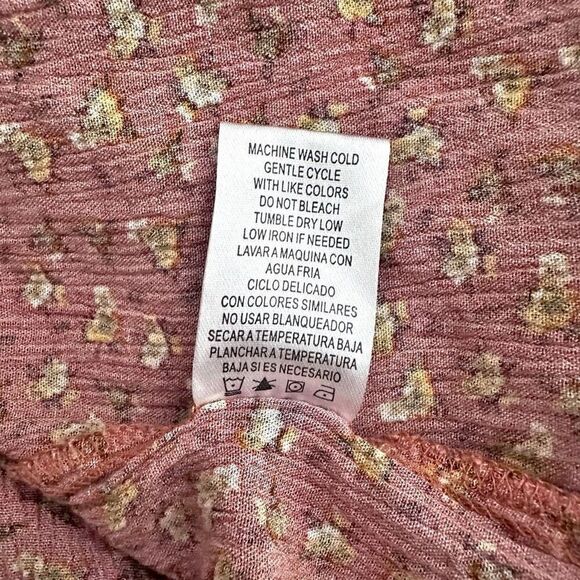 MACHINE WASH COLD
GENTLE CYCLE
WITH LIKE COLORS
DO NOT BLEACH
TUMBLE DRY LOW
LOW IRON IF NEEDED
LAVAR A MAQUINA CON
AGUA FRIA
CICLO DELICADO
CON COLORES SIMILARES
NO USAR BLANQUEADOR
SECAR A TEMPERATURA BAJA
PLANCHAR A TEMPERATURA
BAJA SI ES NECESARIO